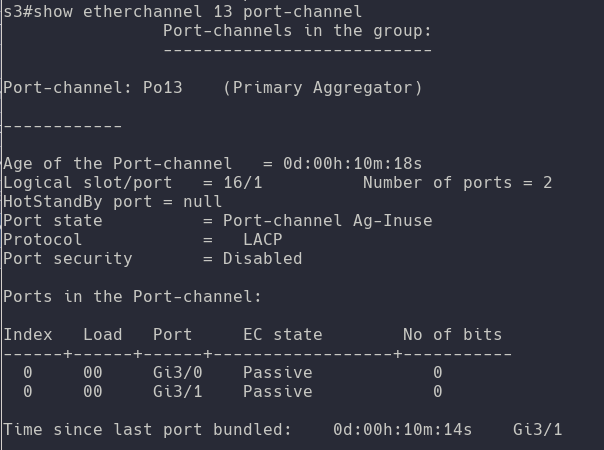 s3#show etherchannel 13 port-channel
                Port-channels in the group:
                ---------------------------
Port-channel: Po13    (Primary Aggregator)
------------
Age of the Port-channel   = 0d:00h:10m:18s
Logical slot/port   = 16/1          Number of ports = 2
HotStandBy port = null
Port state          = Port-channel Ag-Inuse
Protocol            =   LACP
Port security       = Disabled
Ports in the Port-channel:
Index   Load   Port      EC state        No of bits
------+------+------+------------------+-----------
  0     00     Gi3/0    Passive            0
  0     00     Gi3/1    Passive            0
Time since last port bundled:    0d:00h:10m:14s    Gi3/1